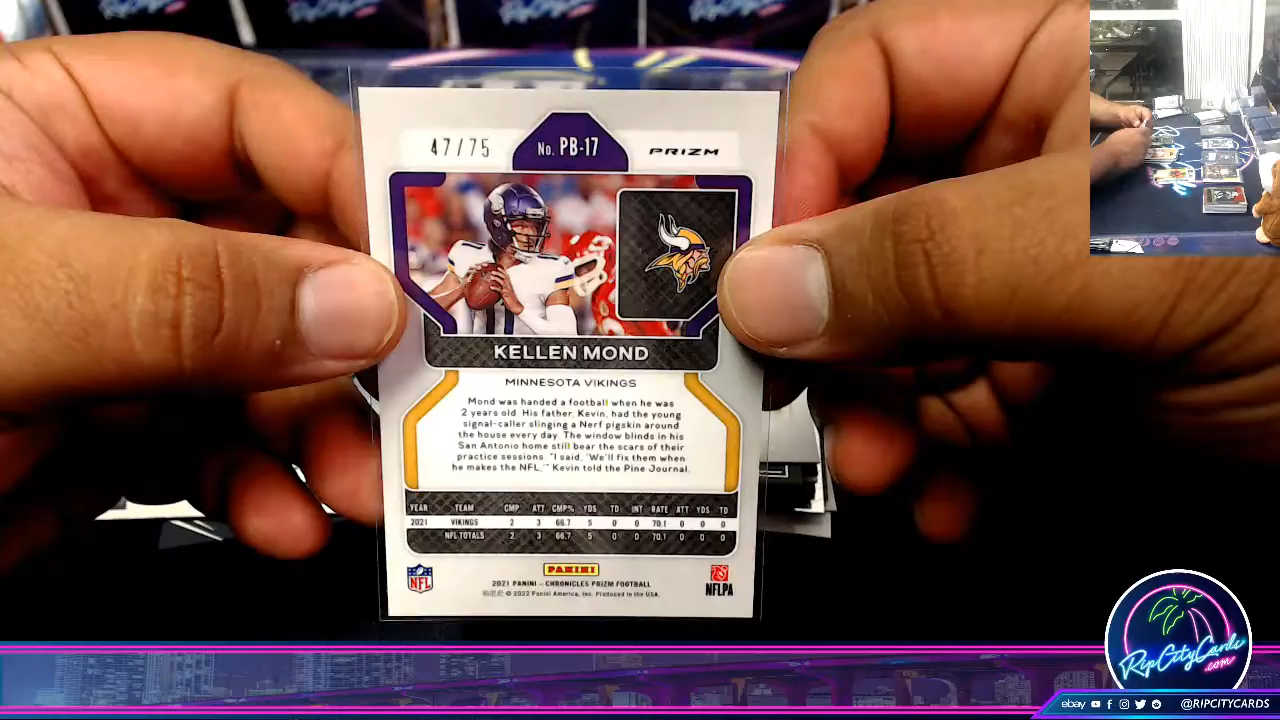 47/75
No. PB-17
PRIZM
KELLEN MOND
MINNESOTA VIKINGS
Mond was handed a football when he was
2 years old. His father, Kevin, had the young
signal-caller slinging a Nerf pigskin around
the house every day. The window blinds in his
San Antonio home still bear the scars of their
practice sessions. "I said, 'We'll fix them when
he makes the NFL,'" Kevin told the Pine Journal.
YEAR TEAM CMP ATT CMP% YDS TD INT RATE ATT YDS TD
2021 VIKINGS 2 3 66.7 5 0 0 70.1 0 0 0
NFL TOTALS 2 3 66.7 5 0 0 70.1 0 0 0
PANINI
NFL
2021 PANINI – CHRONICLES PRIZM FOOTBALL
© 2022 Panini America, Inc. Produced in the USA.
NFLPA
RipCityCards
.com
ebay
@RIPCITYCARDS